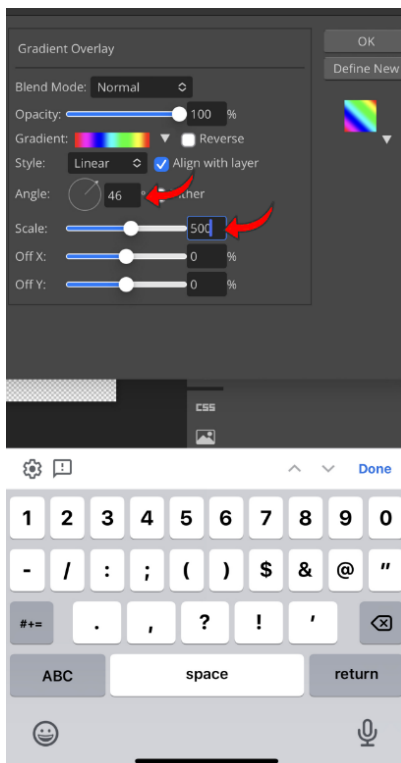 OK
Gradient Overlay
Define New
Blend Mode: Normal
Opacity: 100 %
Gradient: Reverse
Style: Linear Align with layer
Angle: 46 °
Scale: 500 %
Off X: 0 %
Off Y: 0 %
CSS
Done
1 2 3 4 5 6 7 8 9 0
- / : ; ( ) $ & @ "
#+= . , ? ! '
ABC space return